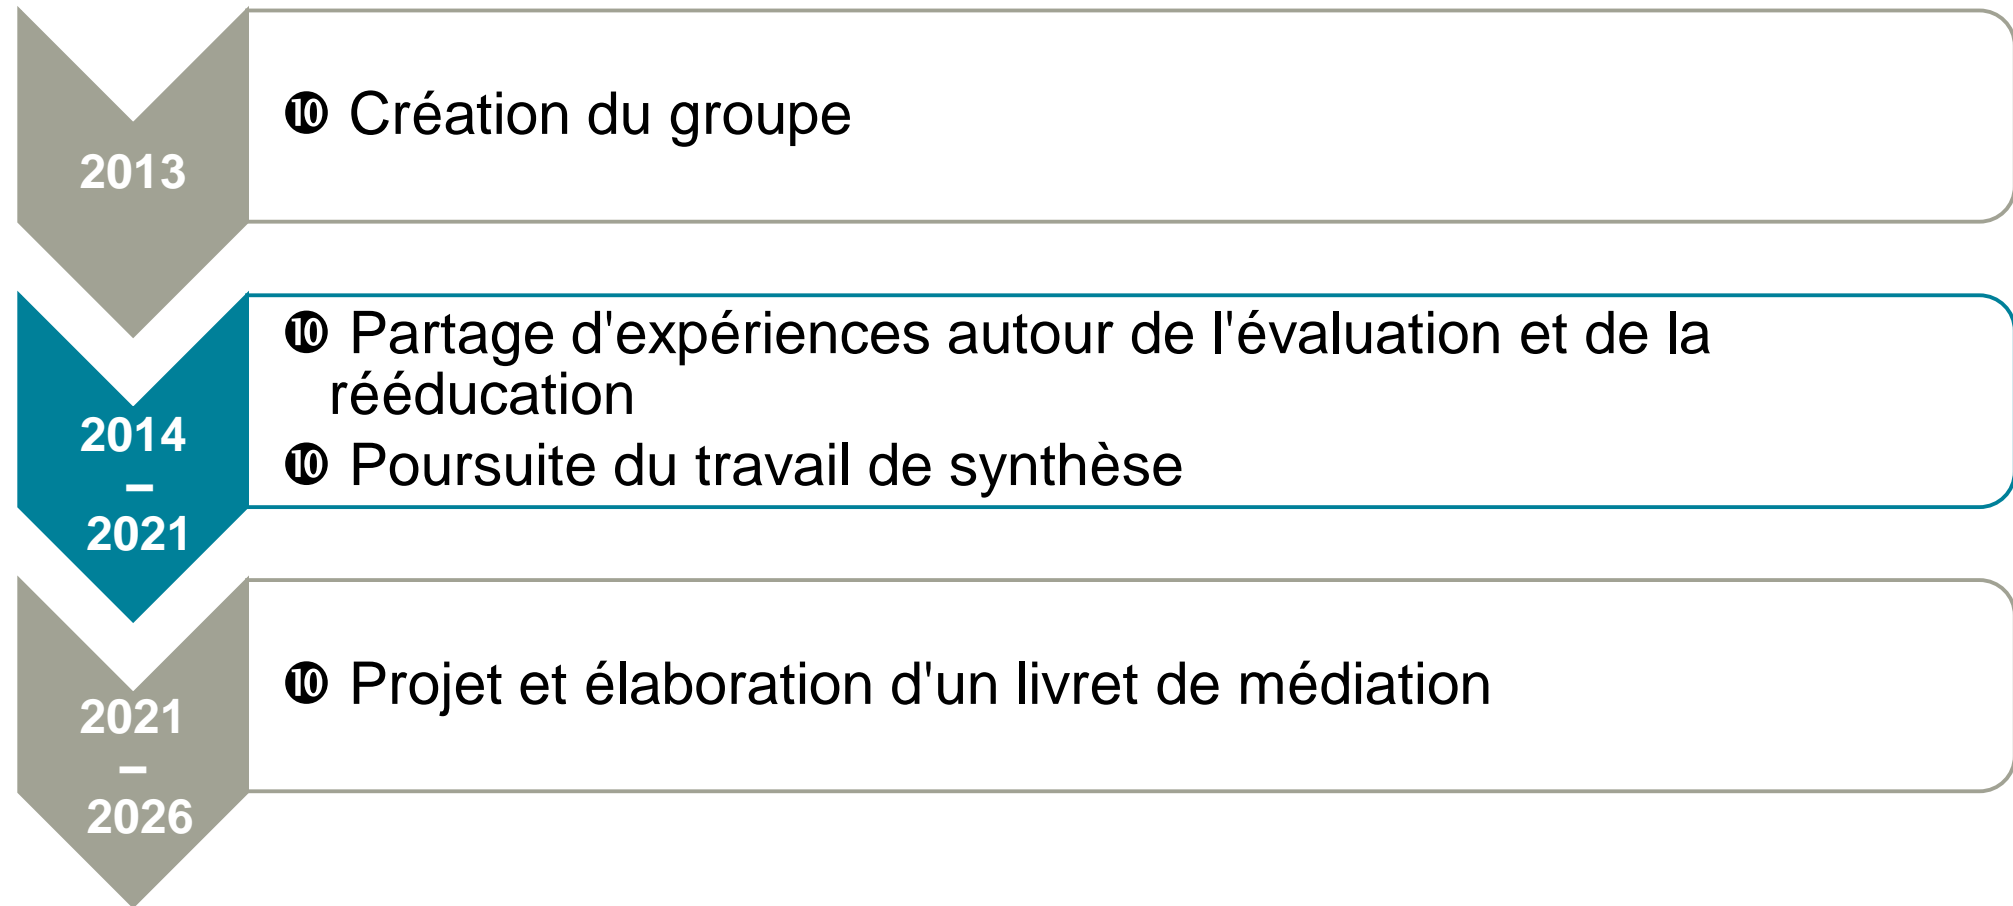 2013
❿ Création du groupe
2014
–
2021
❿ Partage d'expériences autour de l'évaluation et de la
rééducation
❿ Poursuite du travail de synthèse
2021
–
2026
❿ Projet et élaboration d'un livret de médiation